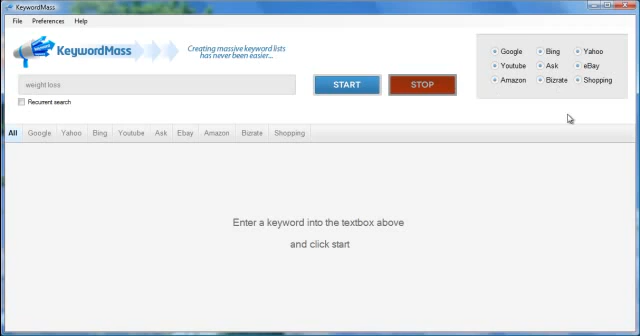 KeywordMass
File Preferences Help
KeywordMass
Creating massive keyword lists
has never been easier...
weight loss
START
STOP
Recurrent search
Google Bing Yahoo
Youtube Ask eBay
Amazon Bizrate Shopping
All Google Yahoo Bing Youtube Ask Ebay Amazon Bizrate Shopping
Enter a keyword into the textbox above
and click start